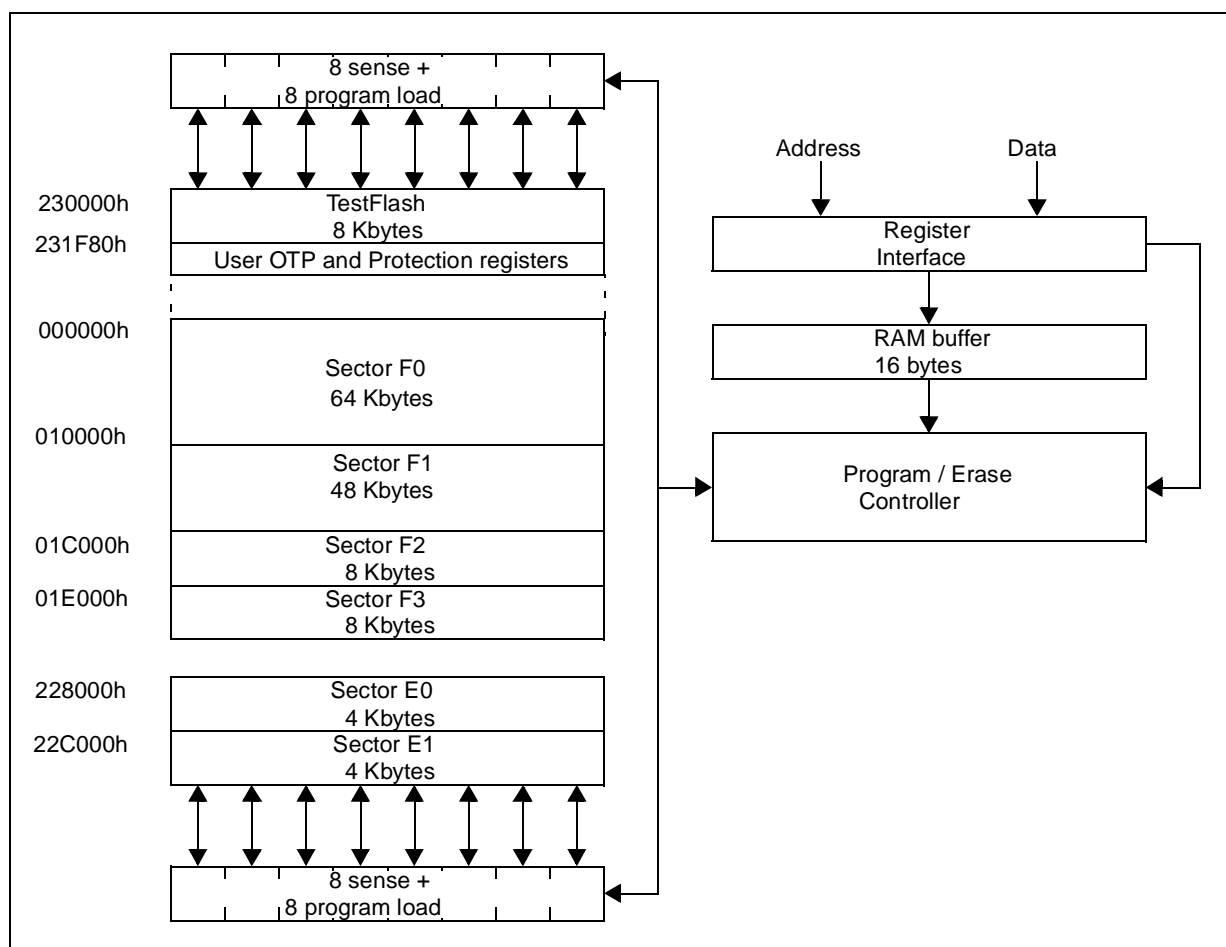 8 sense +
8 program load
230000h
TestFlash
8 Kbytes
231F80h
User OTP and Protection registers
000000h
Sector F0
64 Kbytes
010000h
Sector F1
48 Kbytes
01C000h
Sector F2
8 Kbytes
01E000h
Sector F3
8 Kbytes
228000h
Sector E0
4 Kbytes
22C000h
Sector E1
4 Kbytes
8 sense +
8 program load
Address
Data
Register
Interface
RAM buffer
16 bytes
Program / Erase
Controller